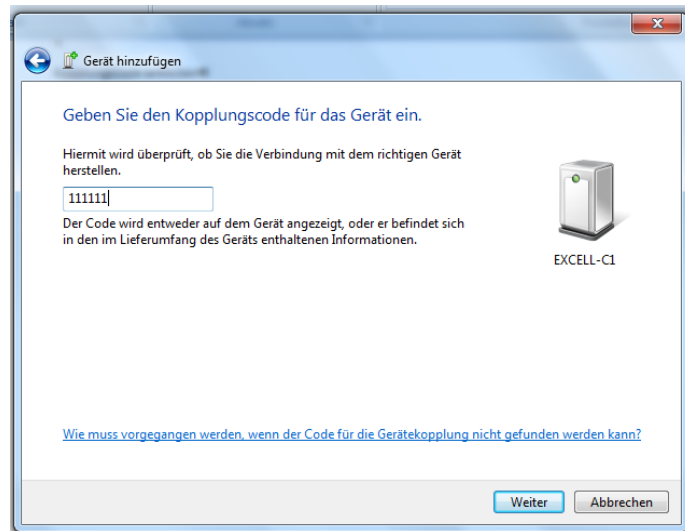 Gerät hinzufügen
Geben Sie den Kopplungscode für das Gerät ein.
Hiermit wird überprüft, ob Sie die Verbindung mit dem richtigen Gerät
herstellen.
111111
Der Code wird entweder auf dem Gerät angezeigt, oder er befindet sich
in den im Lieferumfang des Geräts enthaltenen Informationen.
EXCELL-C1
Wie muss vorgegangen werden, wenn der Code für die Gerätekopplung nicht gefunden werden kann?
Weiter
Abbrechen